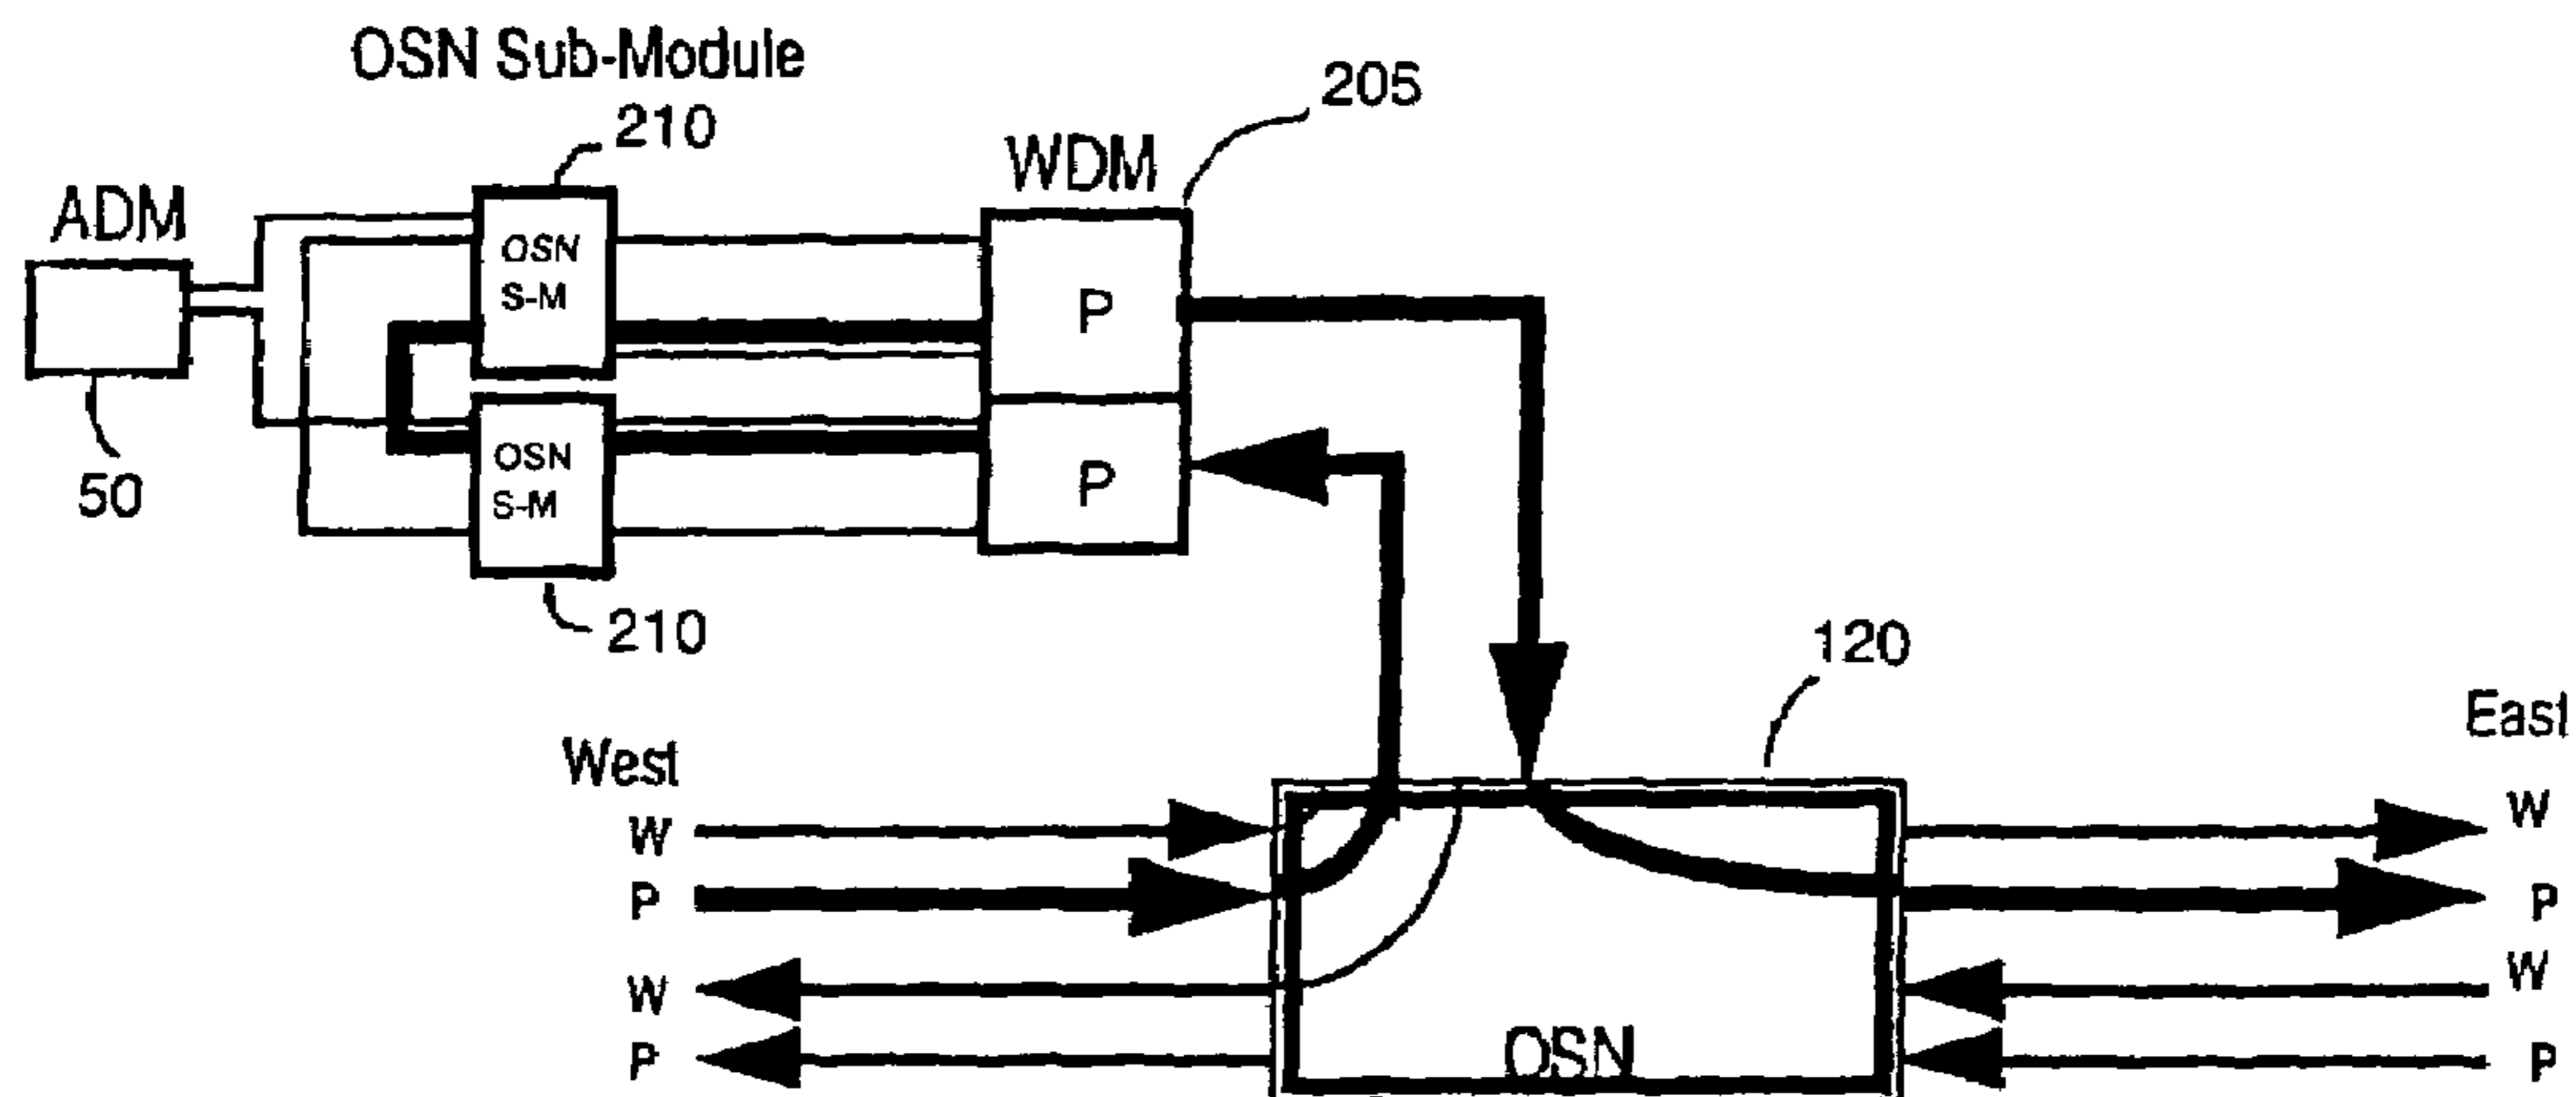 OSN Sub-Module
210
205
WDM
ADM
OSN
S-M
P
50
OSN
S-M
P
210
120
East
West
W
W
P
P
W
W
P
P
OSN